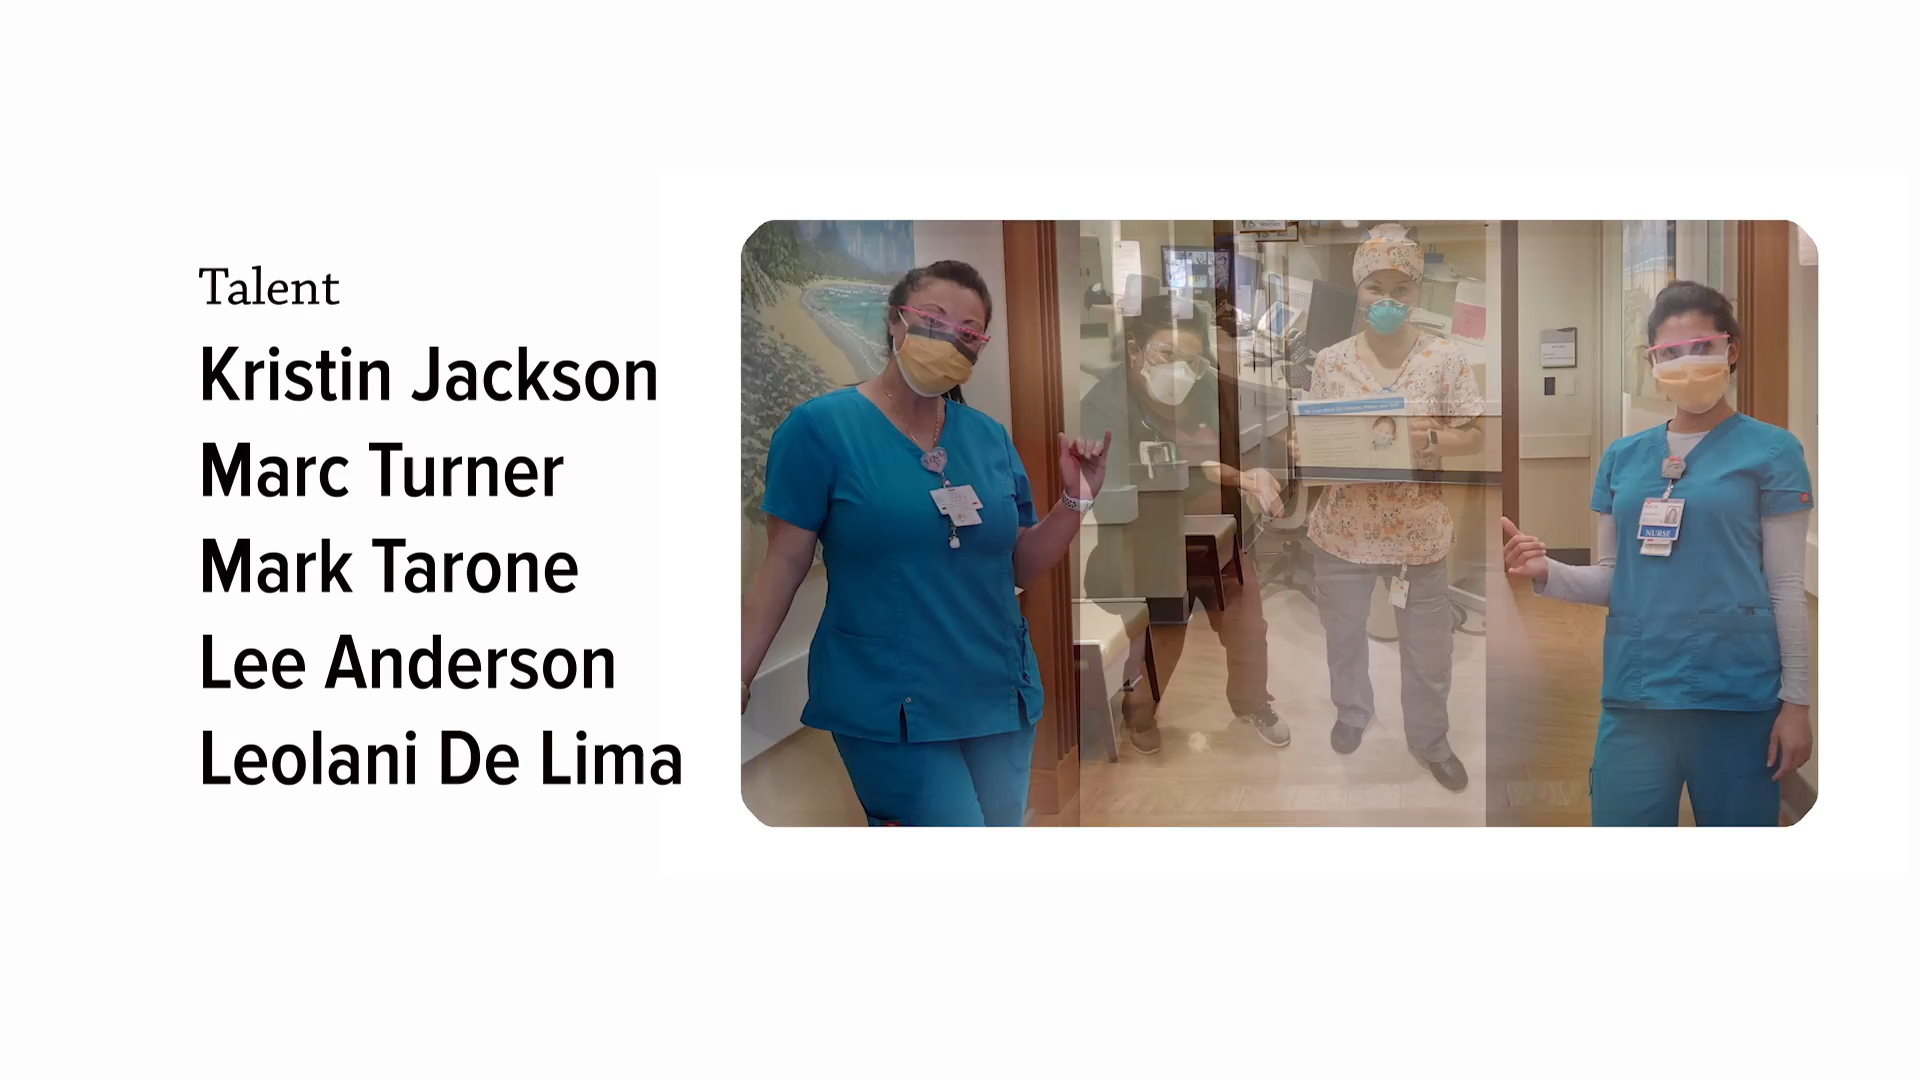 Talent
Kristin Jackson
Marc Turner
Mark Tarone
Lee Anderson
Leolani De Lima
NURSE